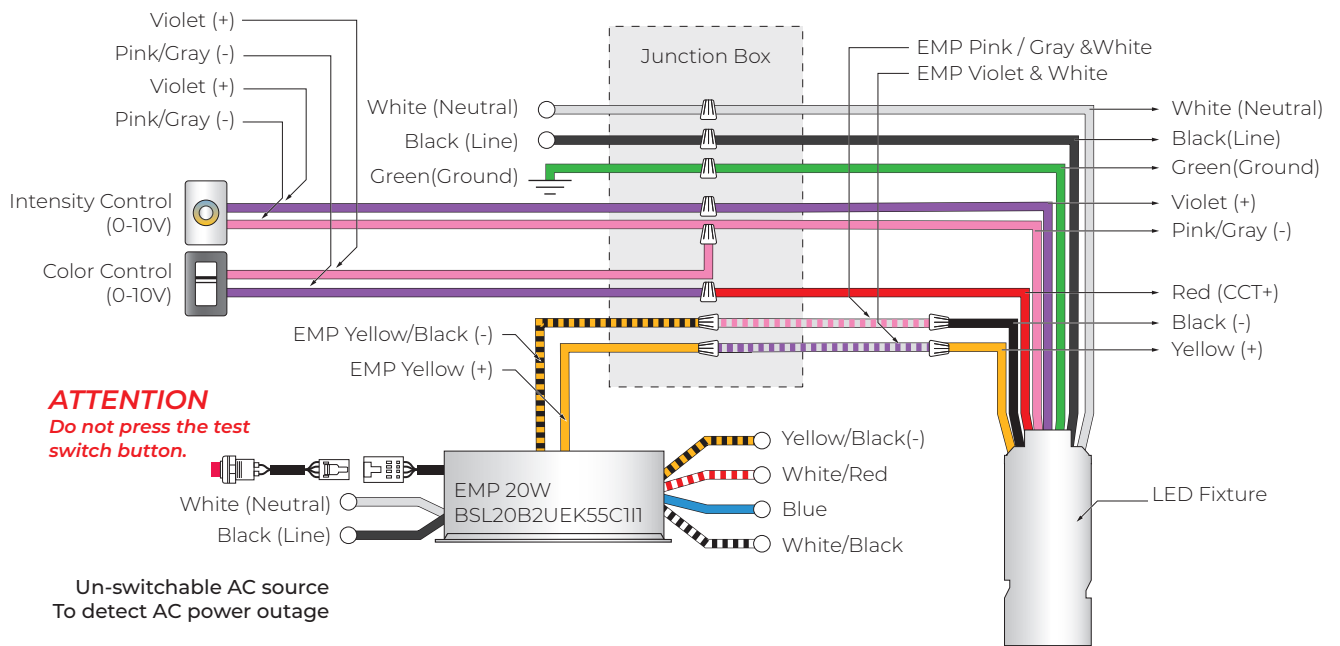 Violet (+)
Pink/Gray (-)
Violet (+)
Pink/Gray (-)
Junction Box
EMP Pink / Gray &White
EMP Violet & White
White (Neutral)
Black (Line)
Green(Ground)
White (Neutral)
Black(Line)
Green(Ground)
Violet (+)
Pink/Gray (-)
Red (CCT+)
Black (-)
Yellow (+)
Intensity Control
(0-10V)
Color Control
(0-10V)
EMP Yellow/Black (-)
EMP Yellow (+)
ATTENTION
Do not press the test
switch button.
White (Neutral)
Black (Line)
EMP 20W
BSL20B2UEK55C1I1
Yellow/Black(-)
White/Red
Blue
White/Black
LED Fixture
Un-switchable AC source
To detect AC power outage